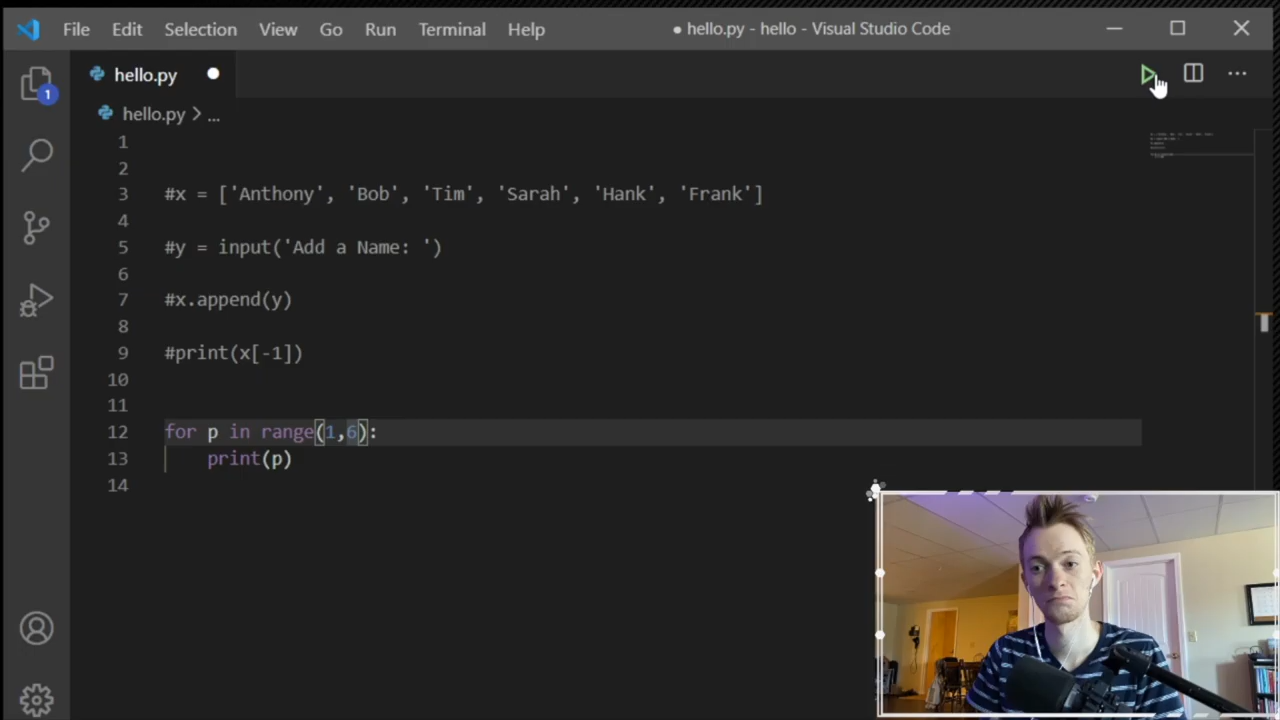 File Edit Selection View Go Run Terminal Help ● hello.py - hello - Visual Studio Code
hello.py ●
1
hello.py > ...
1
2
3 #x = ['Anthony', 'Bob', 'Tim', 'Sarah', 'Hank', 'Frank']
4
5 #y = input('Add a Name: ')
6
7 #x.append(y)
8
9 #print(x[-1])
10
11
12 for p in range(1,6):
13 print(p)
14